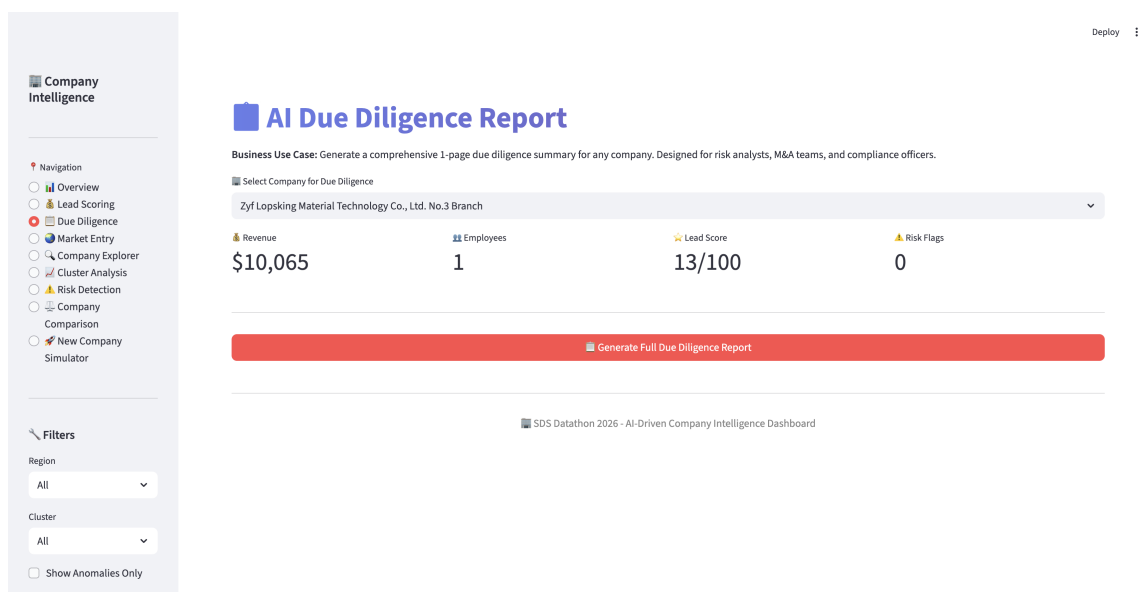 Deploy
Company
Intelligence
Navigation
Overview
Lead Scoring
Due Diligence
Market Entry
Company Explorer
Cluster Analysis
Risk Detection
Company
Comparison
New Company
Simulator
Filters
Region
All
Cluster
All
Show Anomalies Only
AI Due Diligence Report
Business Use Case: Generate a comprehensive 1-page due diligence summary for any company. Designed for risk analysts, M&A teams, and compliance officers.
Select Company for Due Diligence
Zyf Lopsking Material Technology Co., Ltd. No.3 Branch
Revenue
$10,065
Employees
1
Lead Score
13/100
Risk Flags
0
Generate Full Due Diligence Report
SDS Datathon 2026 - AI-Driven Company Intelligence Dashboard